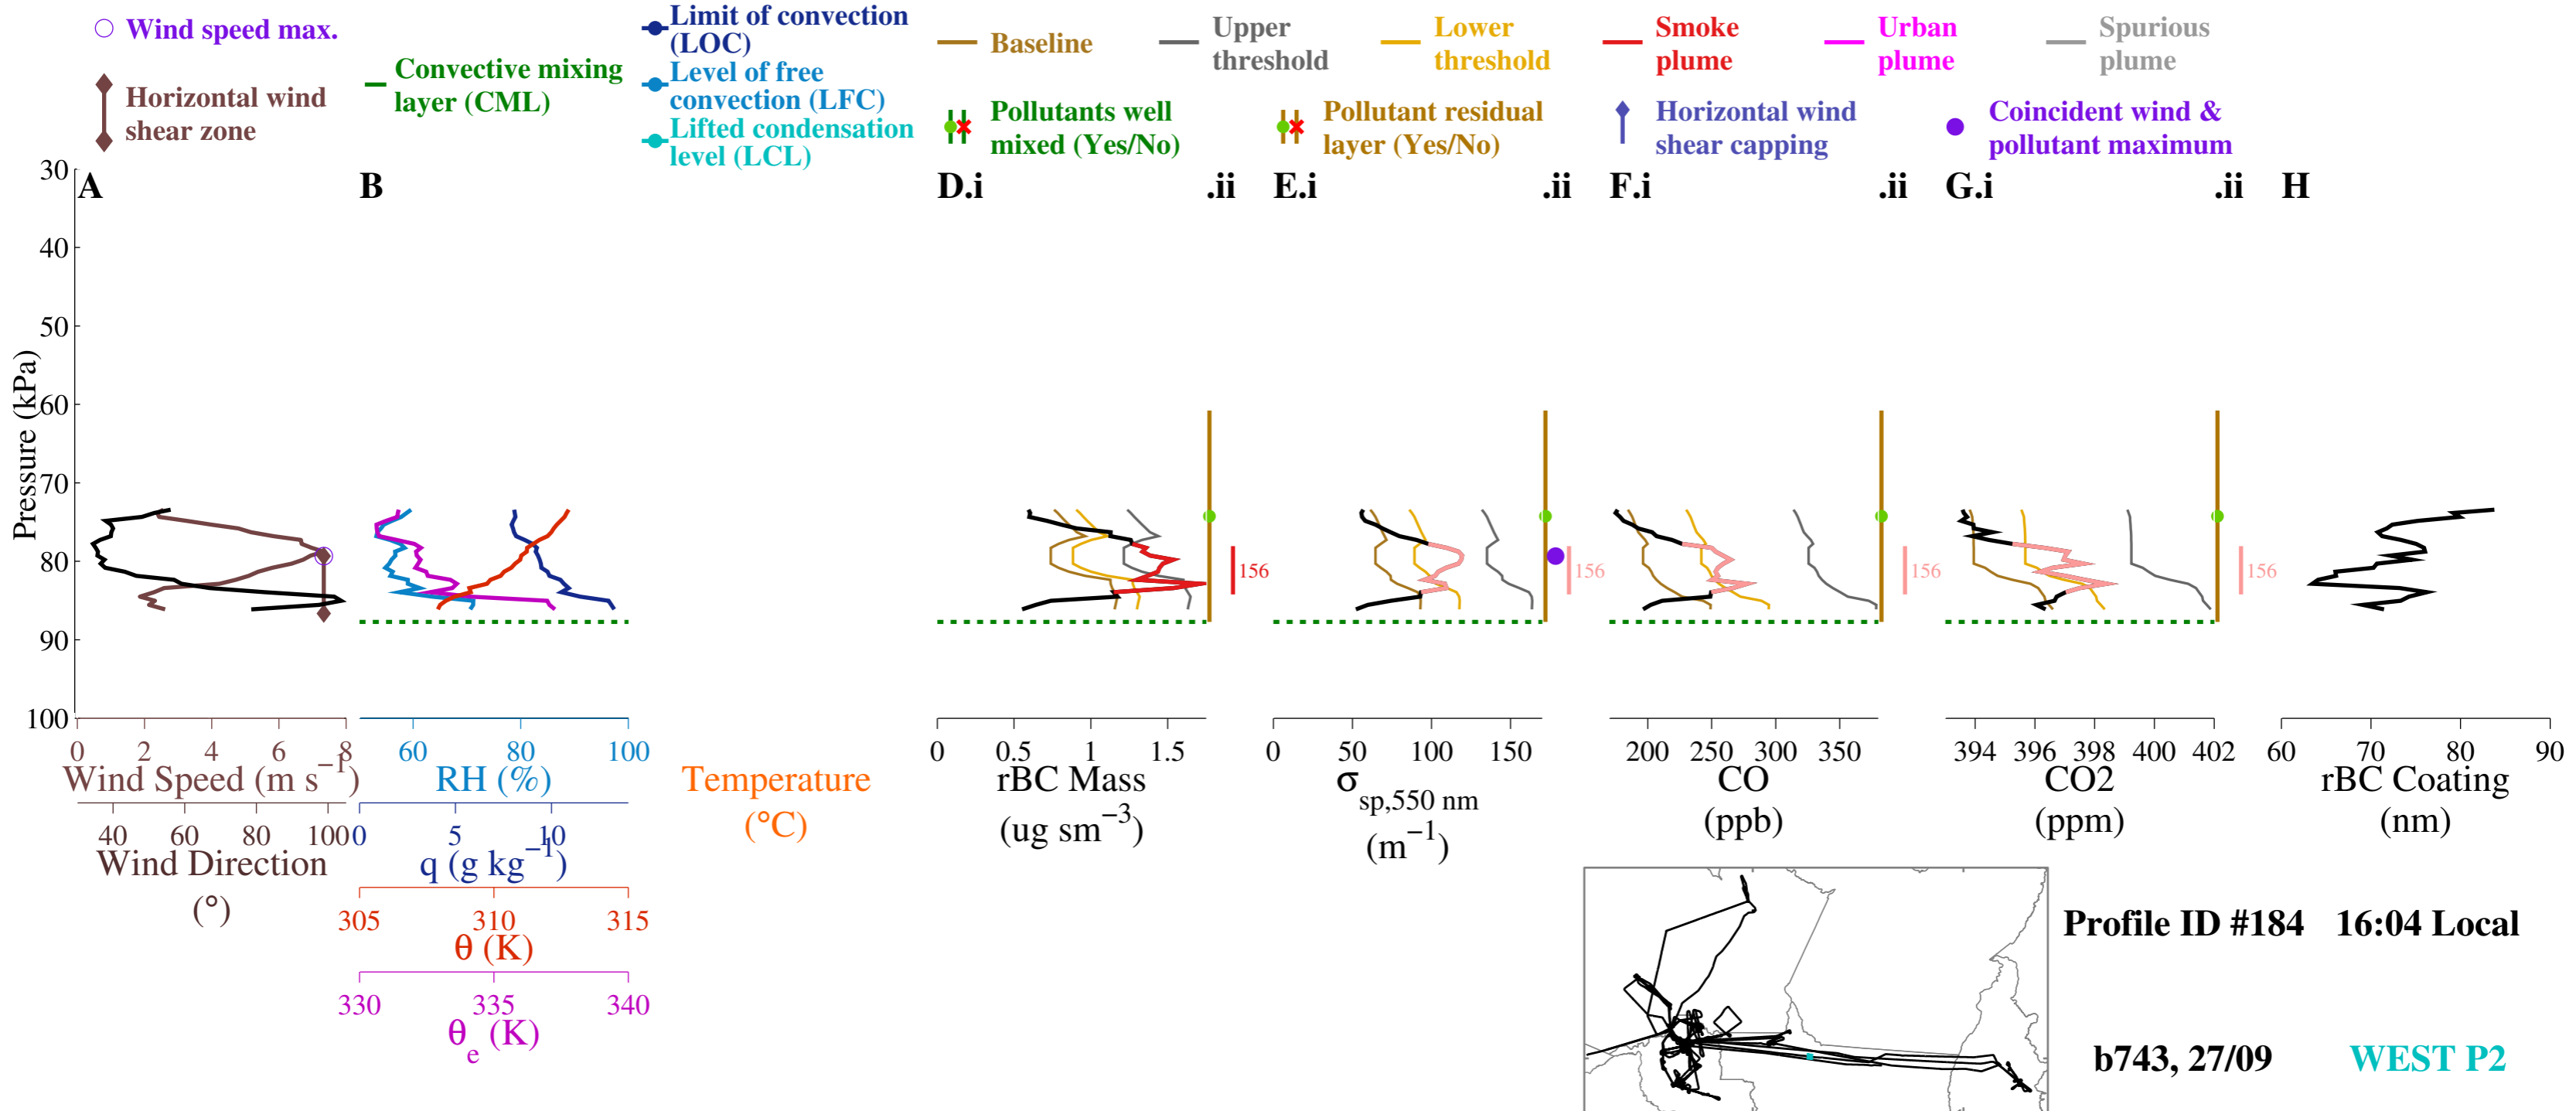 Wind speed max.
Horizontal wind
shear zone
Convective mixing
layer (CML)
Limit of convection
(LOC)
Level of free
convection (LFC)
Lifted condensation
level (LCL)
Baseline
Upper
threshold
Lower
threshold
Smoke
plume
Urban
plume
Spurious
plume
Pollutants well
mixed (Yes/No)
Pollutant residual
layer (Yes/No)
Horizontal wind
shear capping
Coincident wind &
pollutant maximum
A B D.i .ii E.i .ii F.i .ii G.i .ii H
Pressure (kPa)
30
40
50
60
70
80
90
100
156 156 156 156
0 2 4 6 8
Wind Speed (m s−1)
40 60 80 100
Wind Direction
(°)
60 80 100
RH (%)
0 5 10
q (g kg−1)
305 310 315
θ (K)
330 335 340
θe (K)
Temperature
(°C)
0 0.5 1 1.5
rBC Mass
(ug sm−3)
0 50 100 150
σsp,550 nm
(m−1)
200 250 300 350
CO
(ppb)
394 396 398 400 402
CO2
(ppm)
60 70 80 90
rBC Coating
(nm)
Profile ID #184 16:04 Local
b743, 27/09 WEST P2